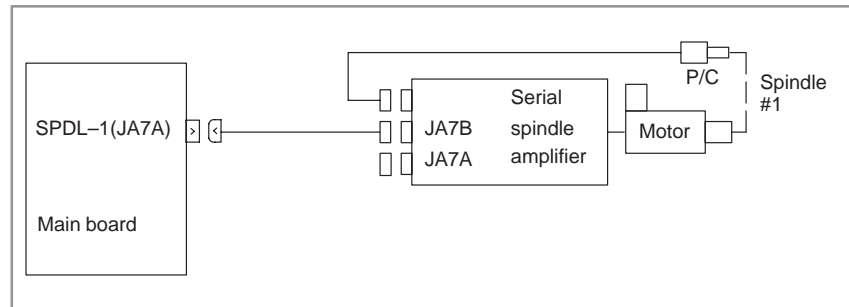 P/C
Spindle
#1
Serial
SPDL–1(JA7A)
JA7B
spindle
Motor
JA7A
amplifier
Main board